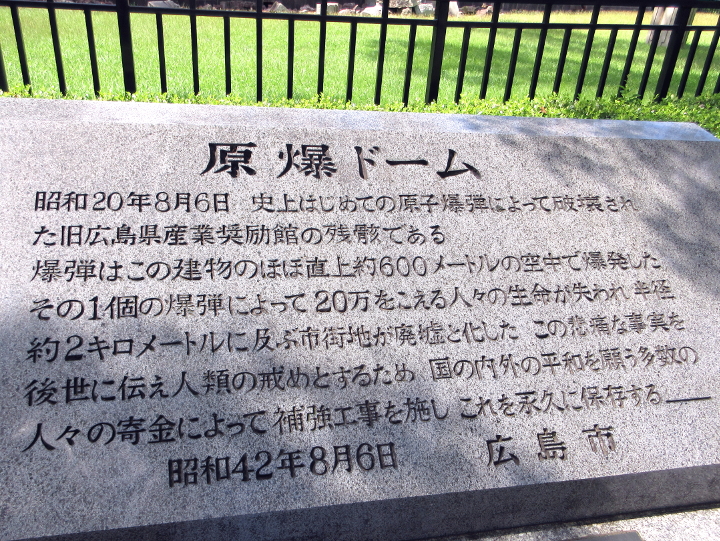 原爆ドーム
昭和20年8月6日 史上はじめての原子爆弾によって破壊され
た旧広島県産業奨励館の残骸である
爆弾はこの建物のほぼ直上約600メートルの空中で爆発した
その1個の爆弾によって20万をこえる人々の生命が失われ 半径
約2キロメートルに及ぶ市街地が廃墟と化した この悲痛な事実を
後世に伝え人類の戒めとするため 国の内外の平和を願う多数の
人々の寄金によって補強工事を施し これを永久に保存する——
昭和42年8月6日 広島市